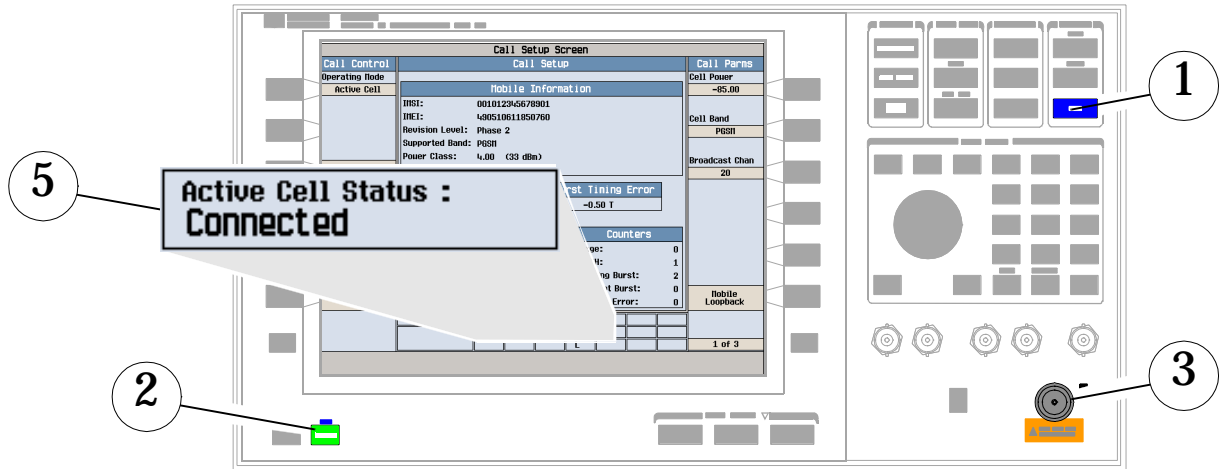 Call Setup Screen
Call Control
Call Setup
Call Parms
Operating Mode
Active Cell
Mobile Information
IMSI: 001012345678901
IMEI: 490510611850760
Revision Level: Phase 2
Supported Band: PGSM
Power Class: 4.00 (33 dBm)
Cell Power
-85.00
Cell Band
PGSM
Broadcast Chan
20
1
5
Active Cell Status :
Connected
rst Timing Error
-0.50 T
Counters
ge: 0
H: 1
ng Burst: 2
nt Burst: 0
Error: 0
Mobile
Loopback
L
1 of 3
2
3